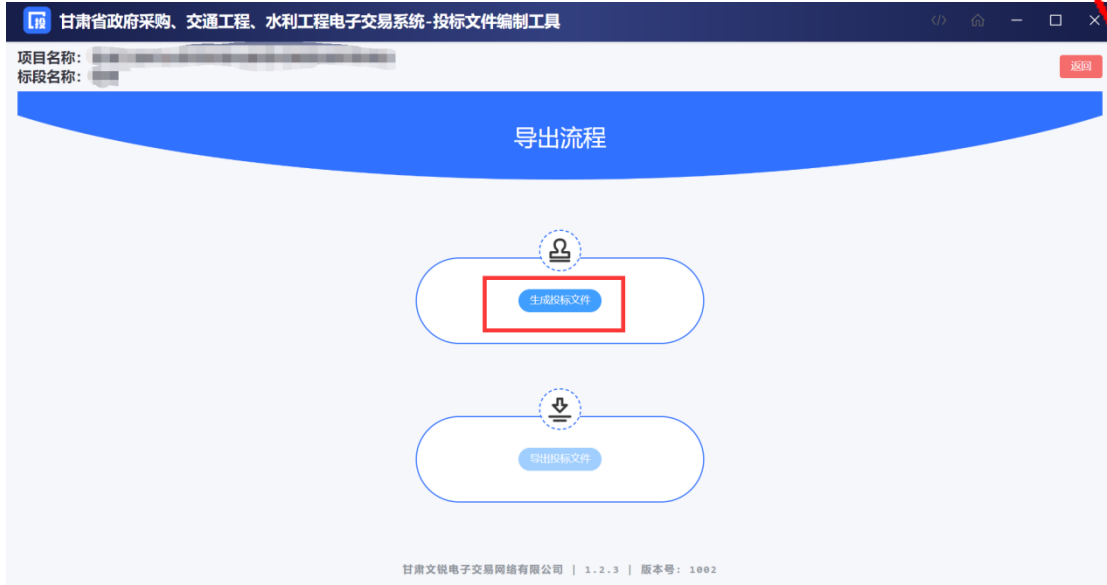 投 甘肃省政府采购、交通工程、水利工程电子交易系统-投标文件编制工具
项目名称：
标段名称：
返回
导出流程
生成投标文件
导出投标文件
甘肃文锐电子交易网络有限公司 | 1.2.3 | 版本号: 1002